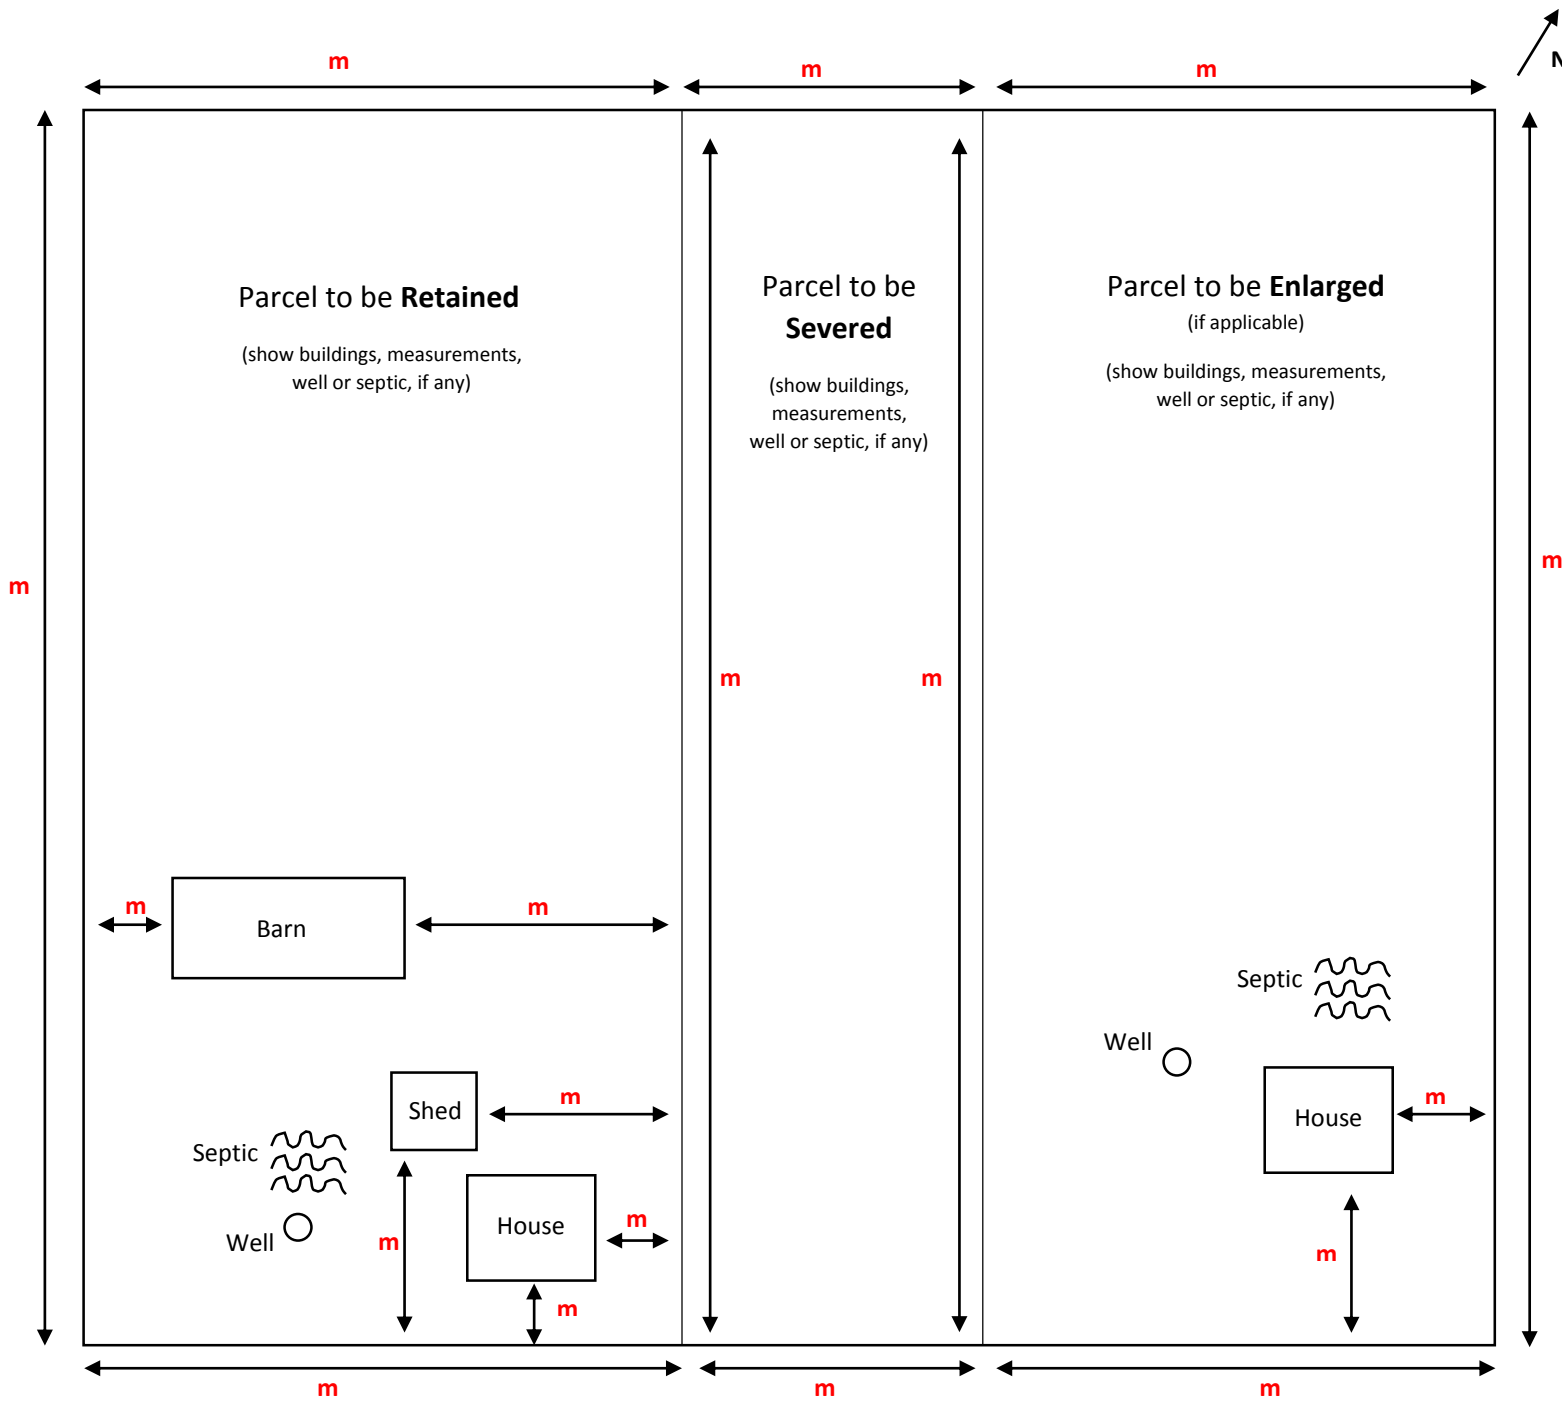 m
m
m
N
Parcel to be Retained
(show buildings, measurements,
well or septic, if any)
Parcel to be
Severed
(show buildings,
measurements,
well or septic, if any)
Parcel to be Enlarged
(if applicable)
(show buildings, measurements,
well or septic, if any)
m
m
m
m
m
Barn
m
Septic
Well
Shed
m
House
m
Septic
Well
m
House
m
m
m
m
m
m
m